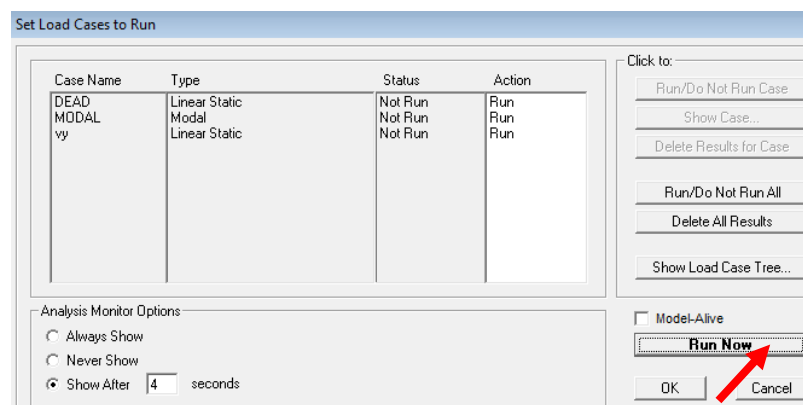 Set Load Cases to Run
Case Name Type Status Action
DEAD Linear Static Not Run Run
MODAL Modal Not Run Run
vy Linear Static Not Run Run
Click to:
Run/Do Not Run Case
Show Case...
Delete Results for Case
Run/Do Not Run All
Delete All Results
Show Load Case Tree...
Analysis Monitor Options
Always Show
Never Show
Show After 4 seconds
Model-Alive
Run Now
OK Cancel